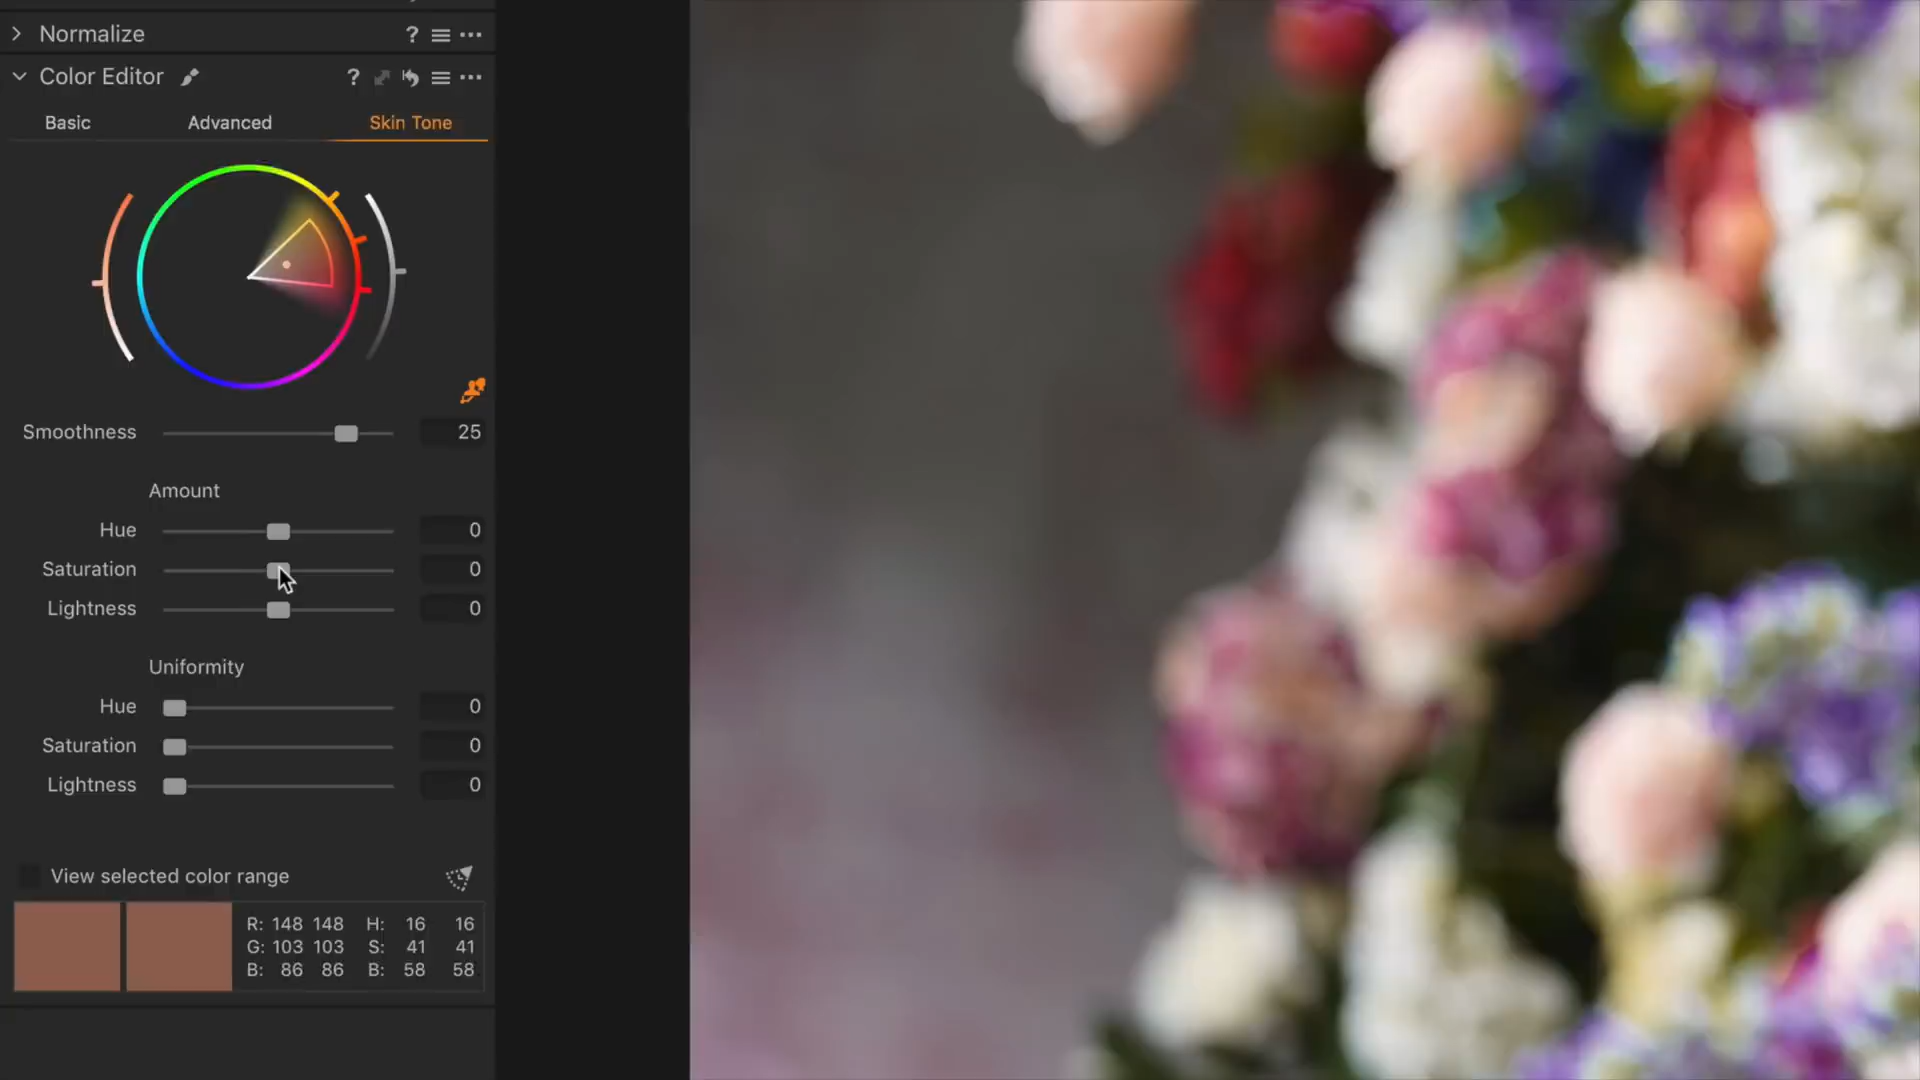 Normalize ?
Color Editor ?
Basic Advanced Skin Tone
Smoothness 25
Amount
Hue 0
Saturation 0
Lightness 0
Uniformity
Hue 0
Saturation 0
Lightness 0
View selected color range
R: 148 148 H: 16 16
G: 103 103 S: 41 41
B: 86 86 B: 58 58